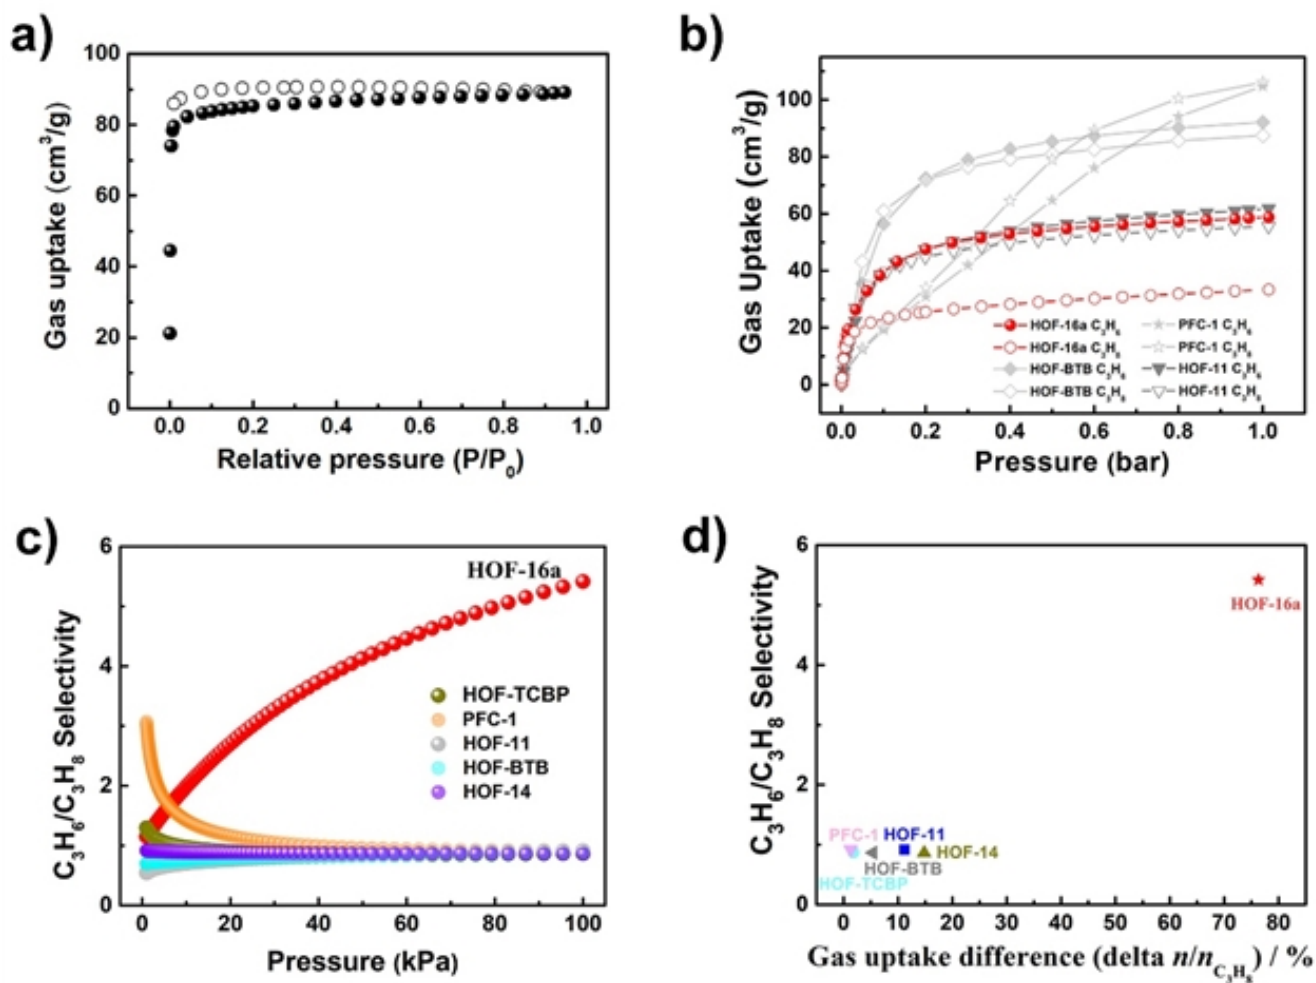 a)
Gas uptake (cm³/g)
100
80
60
40
20
0
0.0 0.2 0.4 0.6 0.8 1.0
Relative pressure (P/P₀)
b)
Gas Uptake (cm³/g)
100
80
60
40
20
0
HOF-16a C₃H₆
HOF-16a C₃H₈
HOF-BTB C₃H₆
HOF-BTB C₃H₈
PFC-1 C₃H₆
PFC-1 C₃H₈
HOF-11 C₃H₆
HOF-11 C₃H₈
0.0 0.2 0.4 0.6 0.8 1.0
Pressure (bar)
c)
C₃H₆/C₃H₈ Selectivity
6
4
2
0
HOF-16a
HOF-TCBP
PFC-1
HOF-11
HOF-BTB
HOF-14
0 20 40 60 80 100
Pressure (kPa)
d)
C₃H₆/C₃H₈ Selectivity
6
4
2
0
HOF-16a
PFC-1 HOF-11
HOF-14
HOF-BTB
HOF-TCBP
0 10 20 30 40 50 60 70 80
Gas uptake difference (delta n/n C₃H₈) / %